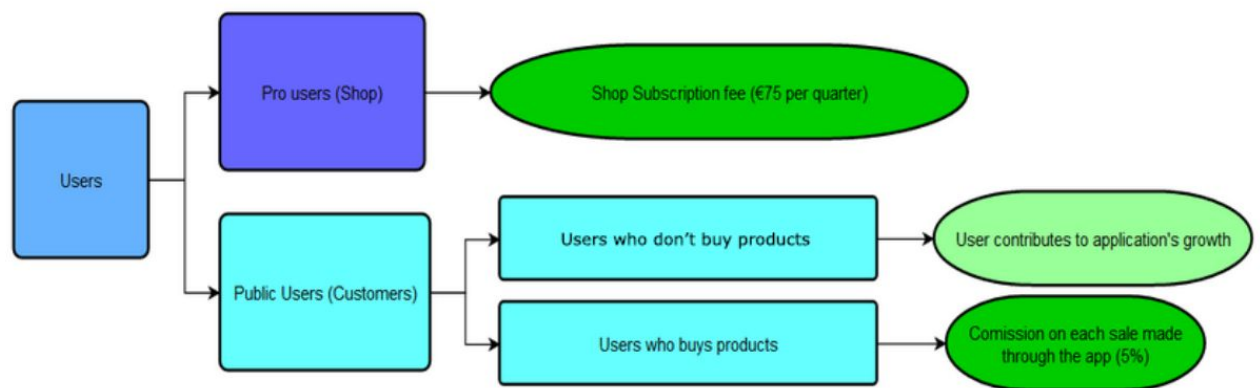 Pro users (Shop)
Shop Subscription fee (€75 per quarter)
Users
Users who don't buy products
User contributes to application's growth
Public Users (Customers)
Users who buys products
Comission on each sale made
through the app (5%)